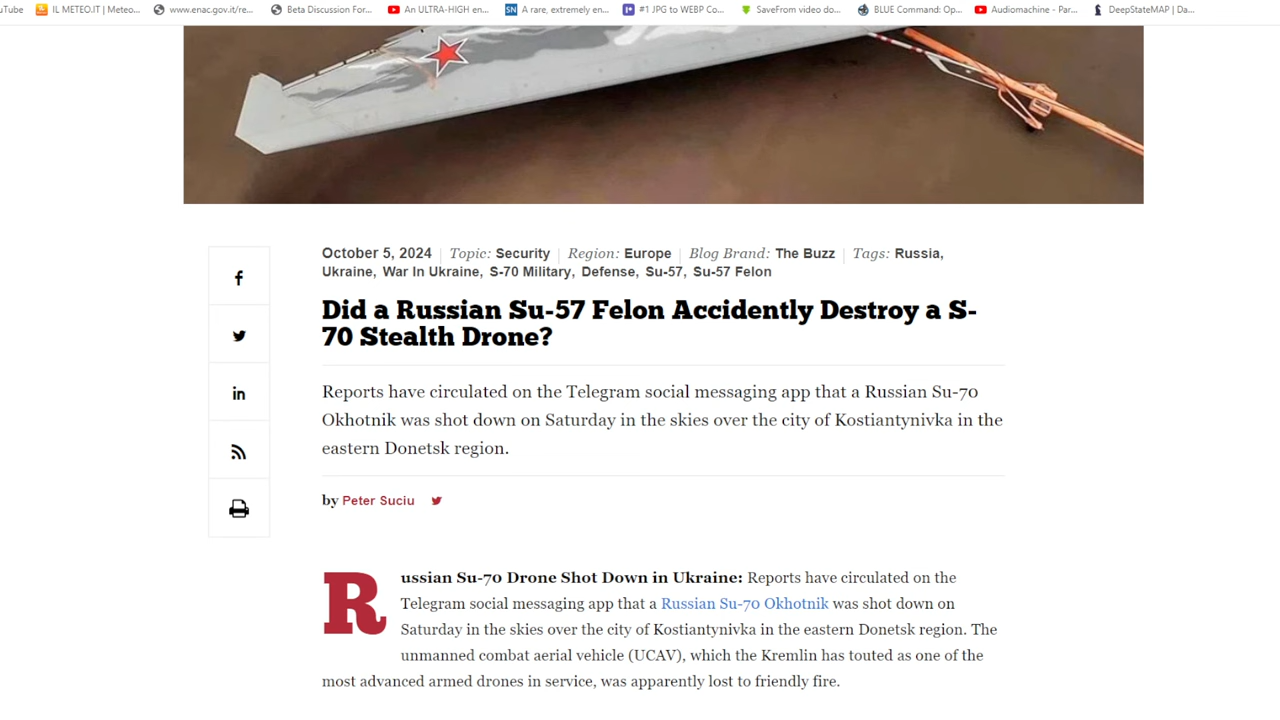 uTube IL METEO.IT | Meteo... www.enac.gov.it/re... Beta Discussion For... An ULTRA-HIGH en... SN A rare, extremely en... #1 JPG to WEBP Co... SaveFrom video do... BLUE Command: Op... Audiomachine - Par... DeepStateMAP | Da...
October 5, 2024 Topic: Security Region: Europe Blog Brand: The Buzz Tags: Russia,
Ukraine, War In Ukraine, S-70 Military, Defense, Su-57, Su-57 Felon
Did a Russian Su-57 Felon Accidently Destroy a S-
70 Stealth Drone?
Reports have circulated on the Telegram social messaging app that a Russian Su-70
Okhotnik was shot down on Saturday in the skies over the city of Kostiantynivka in the
eastern Donetsk region.
by Peter Suciu
Russian Su-70 Drone Shot Down in Ukraine: Reports have circulated on the
Telegram social messaging app that a Russian Su-70 Okhotnik was shot down on
Saturday in the skies over the city of Kostiantynivka in the eastern Donetsk region. The
unmanned combat aerial vehicle (UCAV), which the Kremlin has touted as one of the
most advanced armed drones in service, was apparently lost to friendly fire.